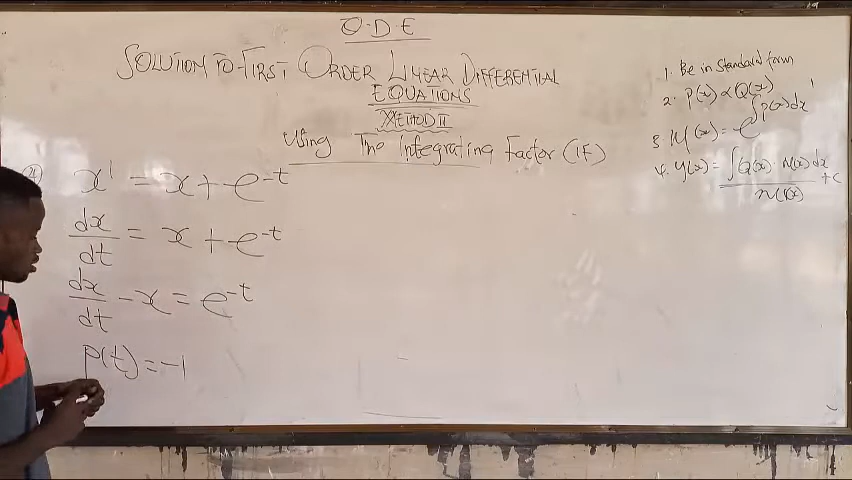 O.D.E
SOLUTION TO FIRST ORDER LINEAR DIFFERENTIAL
EQUATIONS
METHOD II
Using The Integrating Factor (IF)
x' = x + e^{-t}
dx/dt = x + e^{-t}
dx/dt - x = e^{-t}
P(t) = -1
1. Be in Standard form
2. P(x) & Q(x)
3. μ(x) = e^{∫P(x)dx}
4. y(x) = ∫Q(x) μ(x) dx + c / μ(x)